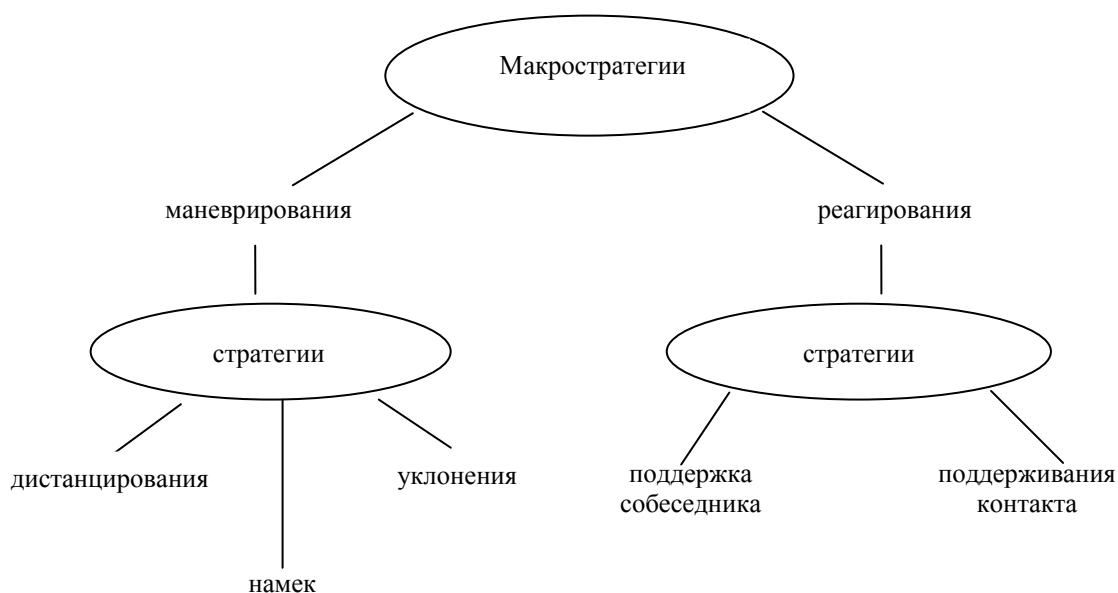 Макростратегии
маневрирования
реагирования
стратегии
стратегии
дистанцирования
уклонения
поддержка
собеседника
поддерживания
контакта
намек